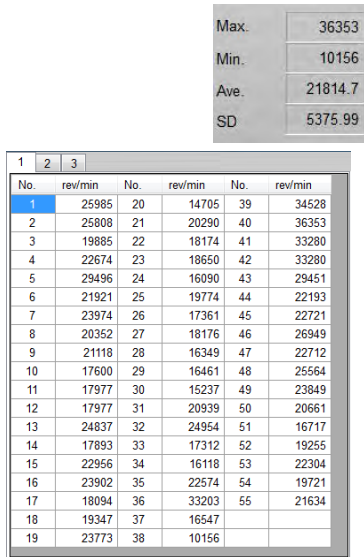 Max. 36353
Min. 10156
Ave. 21814.7
SD 5375.99
1 2 3
No. rev/min No. rev/min No. rev/min
1 25985 20 14705 39 34528
2 25808 21 20290 40 36353
3 19885 22 18174 41 33280
4 22674 23 18650 42 33280
5 29496 24 16090 43 29451
6 21921 25 19774 44 22193
7 23974 26 17361 45 22721
8 20352 27 18176 46 26949
9 21118 28 16349 47 22712
10 17600 29 16461 48 25564
11 17977 30 15237 49 23849
12 17977 31 20939 50 20661
13 24837 32 24954 51 16717
14 17893 33 17312 52 19255
15 22956 34 16118 53 22304
16 23902 35 22574 54 19721
17 18094 36 33203 55 21634
18 19347 37 16547
19 23773 38 10156